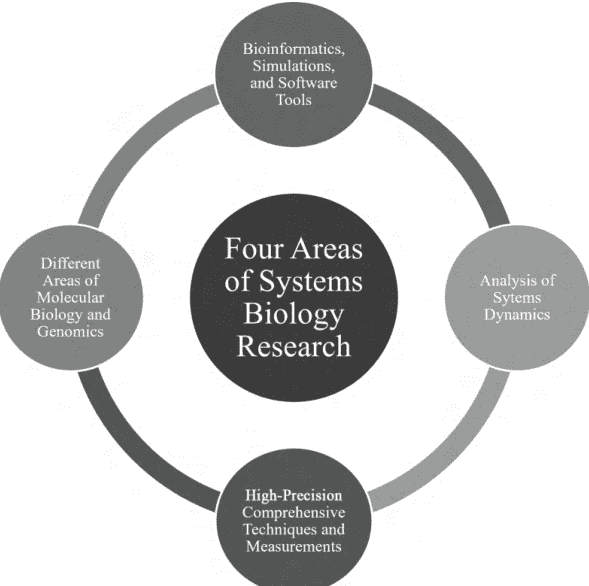 Bioinformatics,
Simulations,
and Software
Tools
Four Areas
of Systems
Biology
Research
Different
Areas of
Molecular
Biology and
Genomics
Analysis of
Sytems
Dynamics
High-Precision
Comprehensive
Techniques and
Measurements